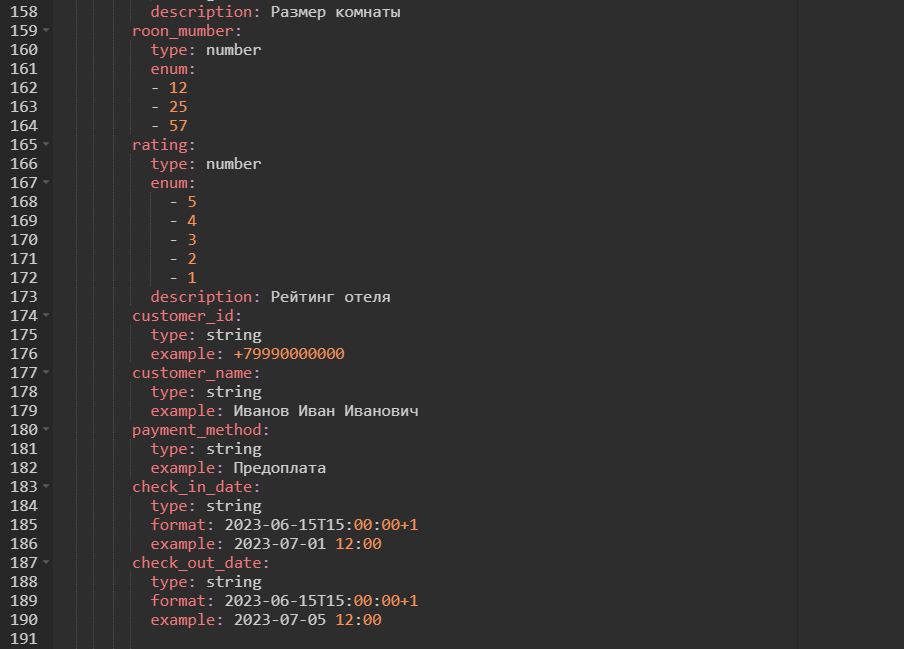 158 description: Размер комнаты
159 roon_mumber:
160 type: number
161 enum:
162 - 12
163 - 25
164 - 57
165 rating:
166 type: number
167 enum:
168 - 5
169 - 4
170 - 3
171 - 2
172 - 1
173 description: Рейтинг отеля
174 customer_id:
175 type: string
176 example: +79990000000
177 customer_name:
178 type: string
179 example: Иванов Иван Иванович
180 payment_method:
181 type: string
182 example: Предоплата
183 check_in_date:
184 type: string
185 format: 2023-06-15T15:00:00+1
186 example: 2023-07-01 12:00
187 check_out_date:
188 type: string
189 format: 2023-06-15T15:00:00+1
190 example: 2023-07-05 12:00
191